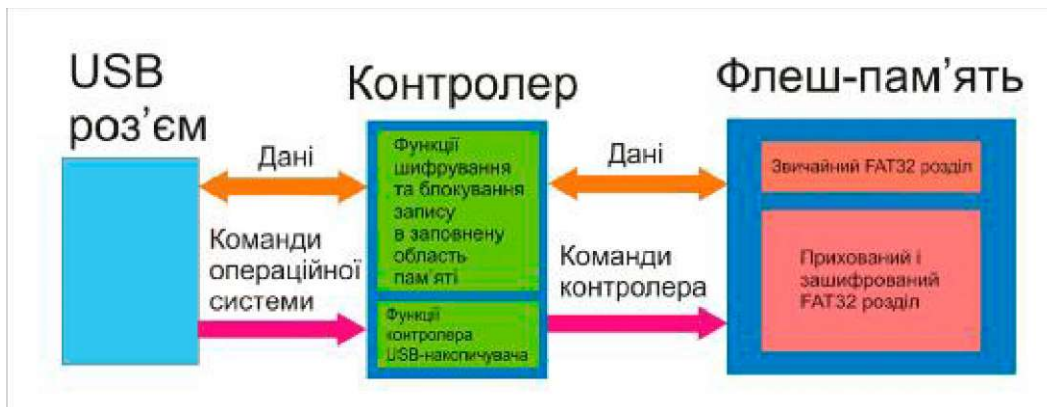 USB
роз’єм
Контролер
Флеш-пам’ять
Дані
Команди
операційної
системи
Функції
шифрування
та блокування
запису
в заповнену
область
пам’яті
Функції
контролера
USB-накопичувача
Дані
Команди
контролера
Звичайний FAT32 розділ
Прихований і
зашифрований
FAT32 розділ